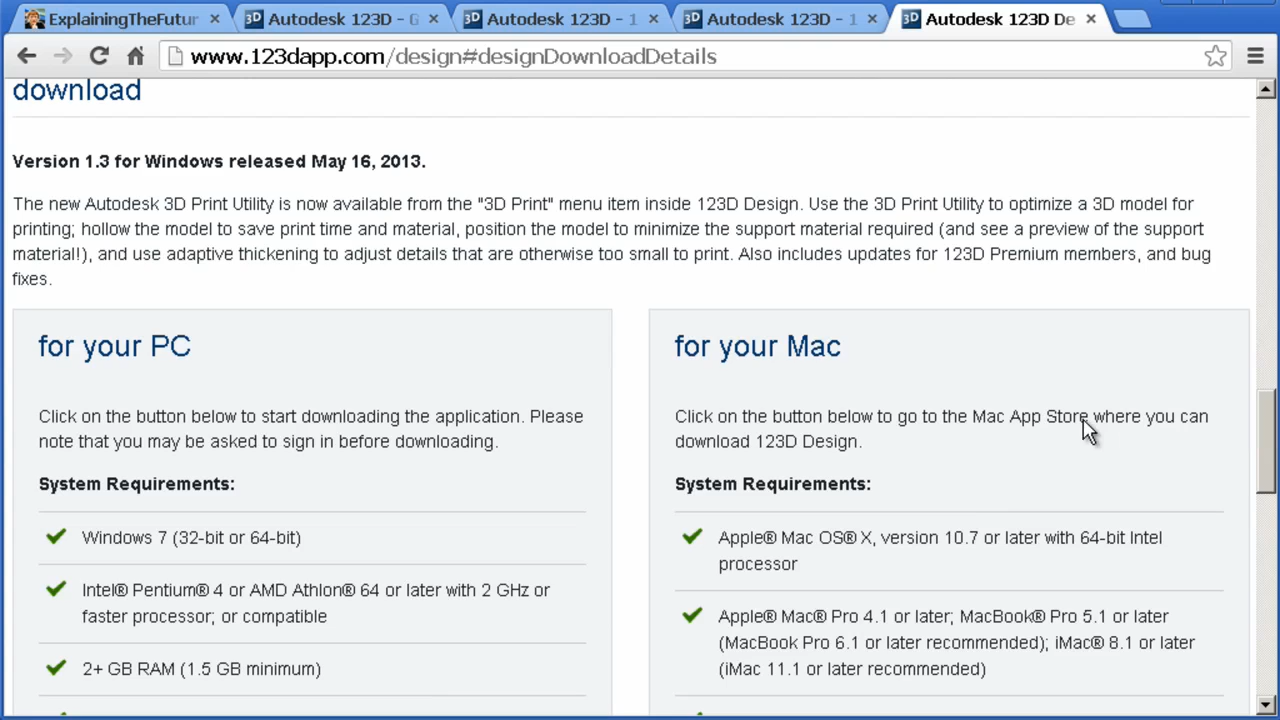 ExplainingTheFutur
Autodesk 123D - G
Autodesk 123D - 1
Autodesk 123D - 1
Autodesk 123D De
www.123dapp.com/design#designDownloadDetails
download
Version 1.3 for Windows released May 16, 2013.
The new Autodesk 3D Print Utility is now available from the "3D Print" menu item inside 123D Design. Use the 3D Print Utility to optimize a 3D model for
printing; hollow the model to save print time and material, position the model to minimize the support material required (and see a preview of the support
material!), and use adaptive thickening to adjust details that are otherwise too small to print. Also includes updates for 123D Premium members, and bug
fixes.
for your PC
Click on the button below to start downloading the application. Please
note that you may be asked to sign in before downloading.
System Requirements:
Windows 7 (32-bit or 64-bit)
Intel® Pentium® 4 or AMD Athlon® 64 or later with 2 GHz or
faster processor; or compatible
2+ GB RAM (1.5 GB minimum)
for your Mac
Click on the button below to go to the Mac App Store where you can
download 123D Design.
System Requirements:
Apple® Mac OS® X, version 10.7 or later with 64-bit Intel
processor
Apple® Mac® Pro 4.1 or later; MacBook® Pro 5.1 or later
(MacBook Pro 6.1 or later recommended); iMac® 8.1 or later
(iMac 11.1 or later recommended)